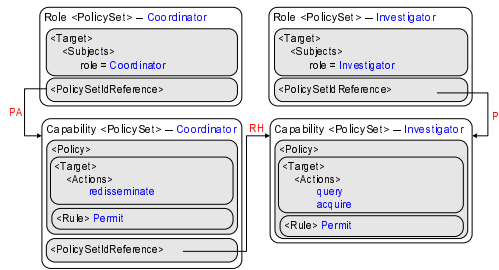 Role <PolicySet> – Coordinator
<Target>
<Subjects>
role = Coordinator
<PolicySetIdReference>
Role <PolicySet> – Investigator
<Target>
<Subjects>
role = Investigator
<PolicySetIdReference>
PA
RH
P
Capability <PolicySet> – Coordinator
<Policy>
<Target>
<Actions>
redisseminate
<Rule> Permit
<PolicySetIdReference>
Capability <PolicySet> – Investigator
<Policy>
<Target>
<Actions>
query
acquire
<Rule> Permit